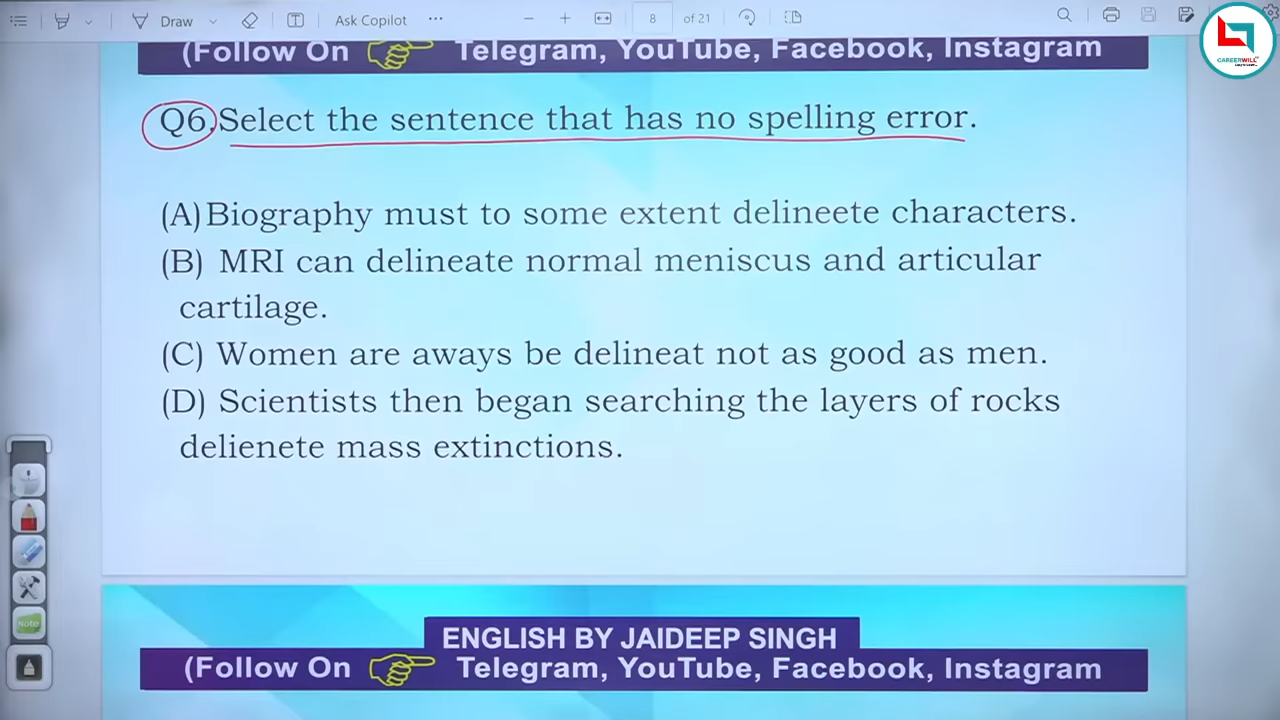 Draw
Ask Copilot
8 of 21
CAREERWILL
(Follow On Telegram, YouTube, Facebook, Instagram
Q6.Select the sentence that has no spelling error.
(A)Biography must to some extent delineete characters.
(B) MRI can delineate normal meniscus and articular
cartilage.
(C) Women are aways be delineat not as good as men.
(D) Scientists then began searching the layers of rocks
delienete mass extinctions.
Note
ENGLISH BY JAIDEEP SINGH
(Follow On Telegram, YouTube, Facebook, Instagram